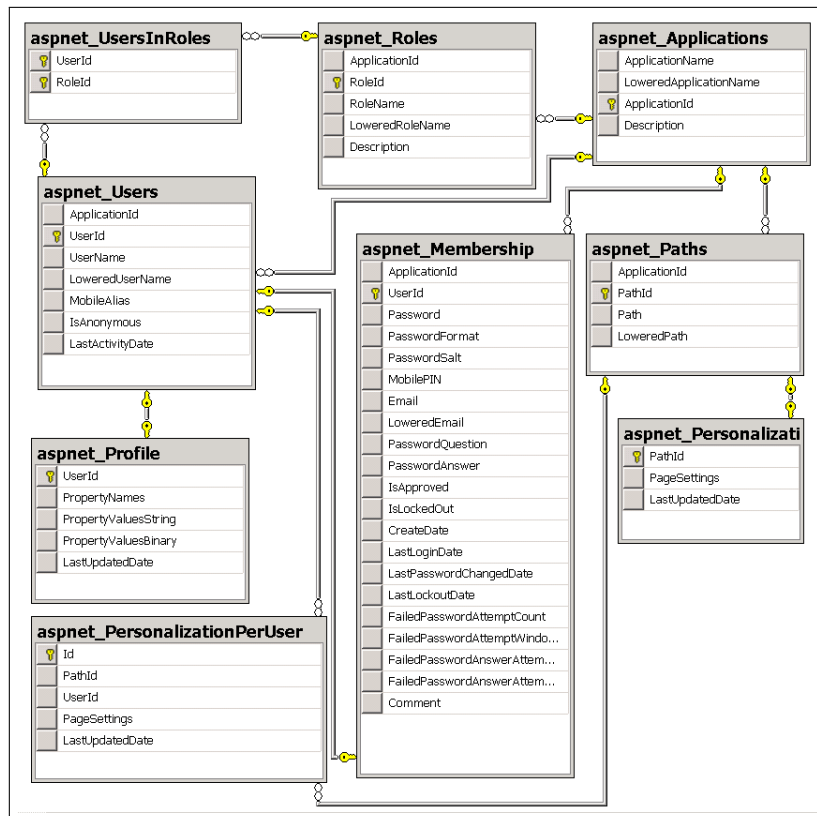 aspnet_UsersInRoles
UserId
RoleId
aspnet_Roles
ApplicationId
RoleId
RoleName
LoweredRoleName
Description
aspnet_Applications
ApplicationName
LoweredApplicationName
ApplicationId
Description
aspnet_Users
ApplicationId
UserId
UserName
LoweredUserName
MobileAlias
IsAnonymous
LastActivityDate
aspnet_Membership
ApplicationId
UserId
Password
PasswordFormat
PasswordSalt
MobilePIN
Email
LoweredEmail
PasswordQuestion
PasswordAnswer
IsApproved
IsLockedOut
CreateDate
LastLoginDate
LastPasswordChangedDate
LastLockoutDate
FailedPasswordAttemptCount
FailedPasswordAttemptWindo...
FailedPasswordAnswerAttem...
FailedPasswordAnswerAttem...
Comment
aspnet_Paths
ApplicationId
PathId
Path
LoweredPath
aspnet_Personalizati
PathId
PageSettings
LastUpdatedDate
aspnet_Profile
UserId
PropertyNames
PropertyValuesString
PropertyValuesBinary
LastUpdatedDate
aspnet_PersonalizationPerUser
Id
PathId
UserId
PageSettings
LastUpdatedDate